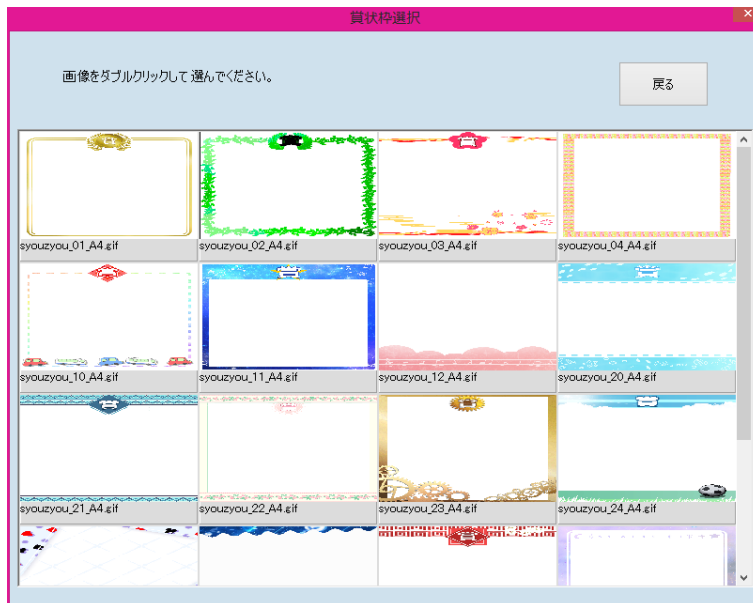 賞状枠選択
画像をダブルクリックして選んでください。
戻る
syouzyou_01_A4.gif
syouzyou_02_A4.gif
syouzyou_03_A4.gif
syouzyou_04_A4.gif
syouzyou_10_A4.gif
syouzyou_11_A4.gif
syouzyou_12_A4.gif
syouzyou_20_A4.gif
syouzyou_21_A4.gif
syouzyou_22_A4.gif
syouzyou_23_A4.gif
syouzyou_24_A4.gif